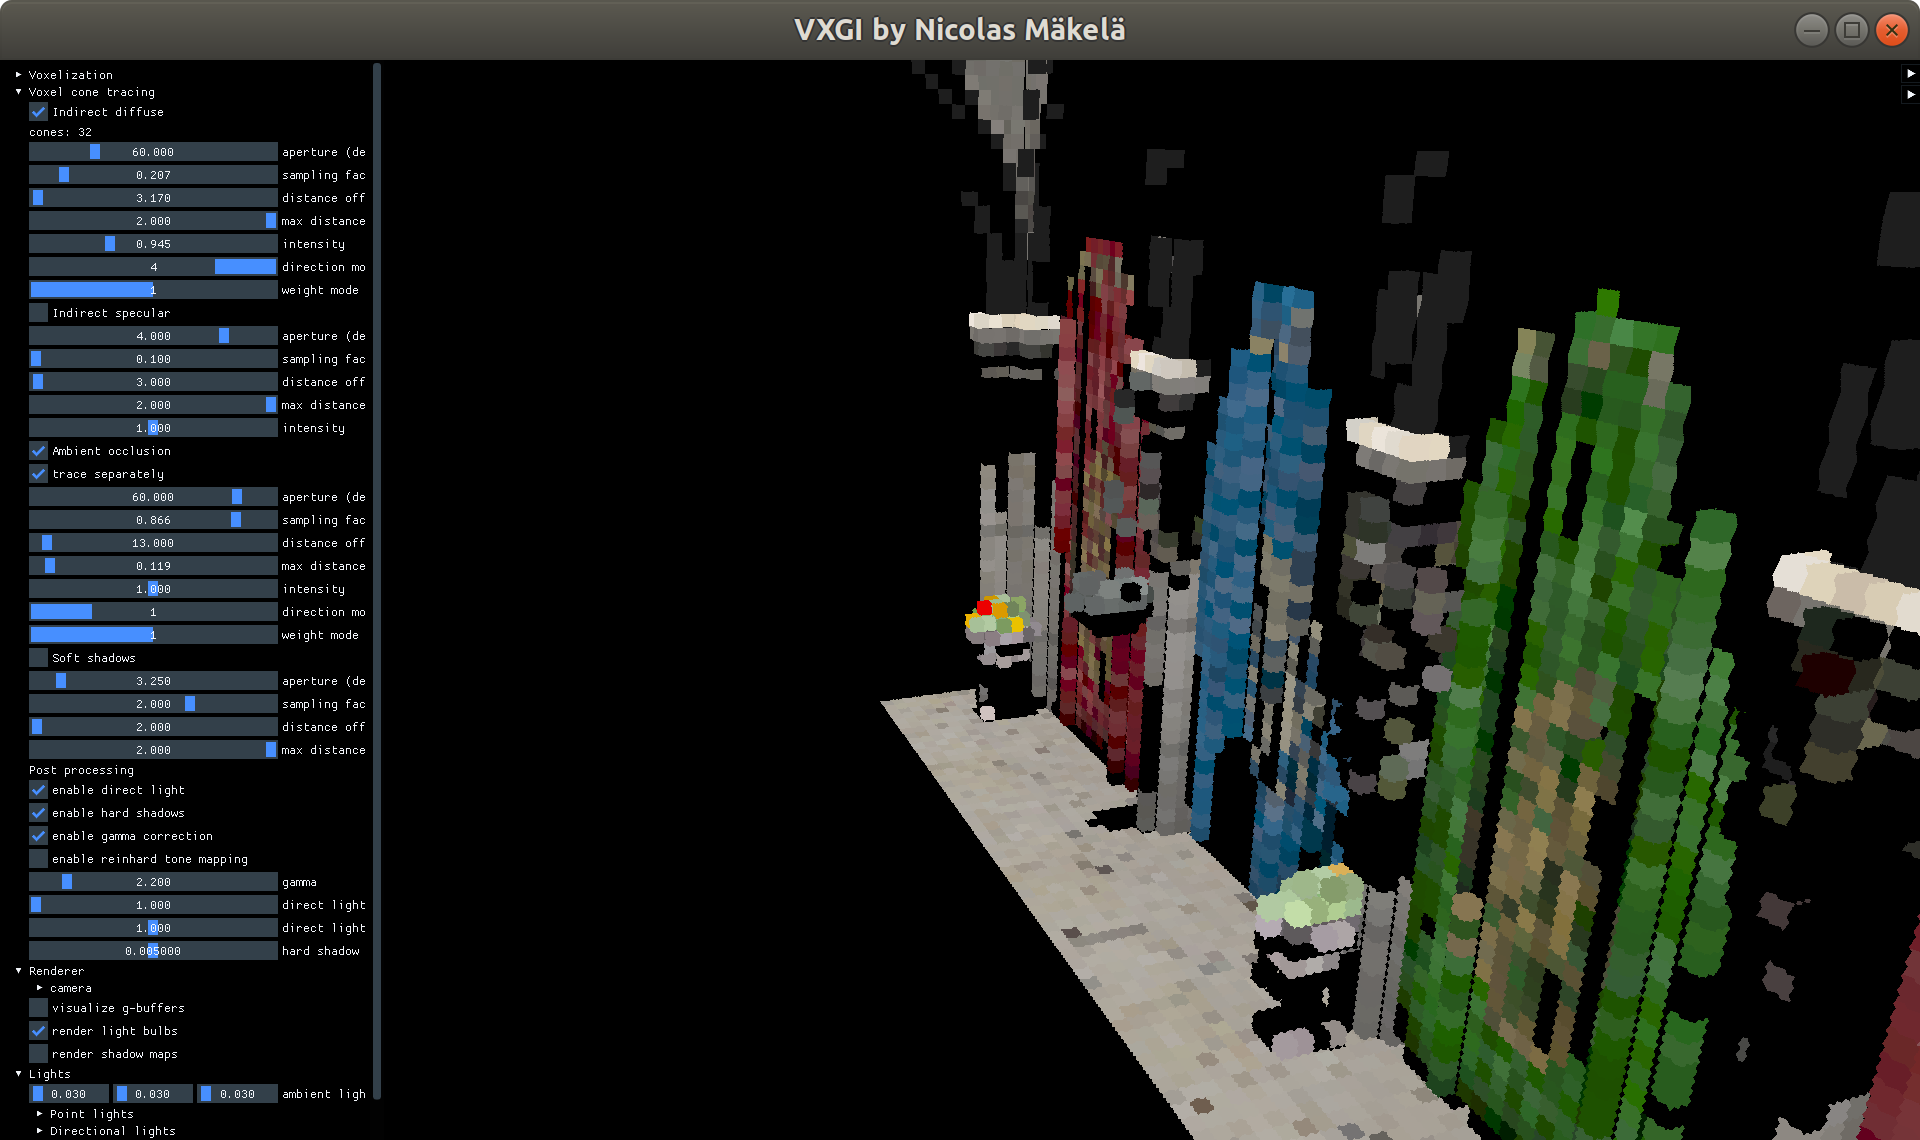 VXGI by Nicolas Mäkelä
Voxelization
Voxel cone tracing
Indirect diffuse
cones: 32
60.000 aperture (de
0.207 sampling fac
3.170 distance off
2.000 max distance
0.945 intensity
4 direction mo
1 weight mode
Indirect specular
4.000 aperture (de
0.100 sampling fac
3.000 distance off
2.000 max distance
1.000 intensity
Ambient occlusion
trace separately
60.000 aperture (de
0.866 sampling fac
13.000 distance off
0.119 max distance
1.000 intensity
1 direction mo
1 weight mode
Soft shadows
3.250 aperture (de
2.000 sampling fac
2.000 distance off
2.000 max distance
Post processing
enable direct light
enable hard shadows
enable gamma correction
enable reinhard tone mapping
2.200 gamma
1.000 direct light
1.000 direct light
0.005000 hard shadow
Renderer
camera
visualize g-buffers
render light bulbs
render shadow maps
Lights
0.030 0.030 0.030 ambient ligh
Point lights
Directional lights